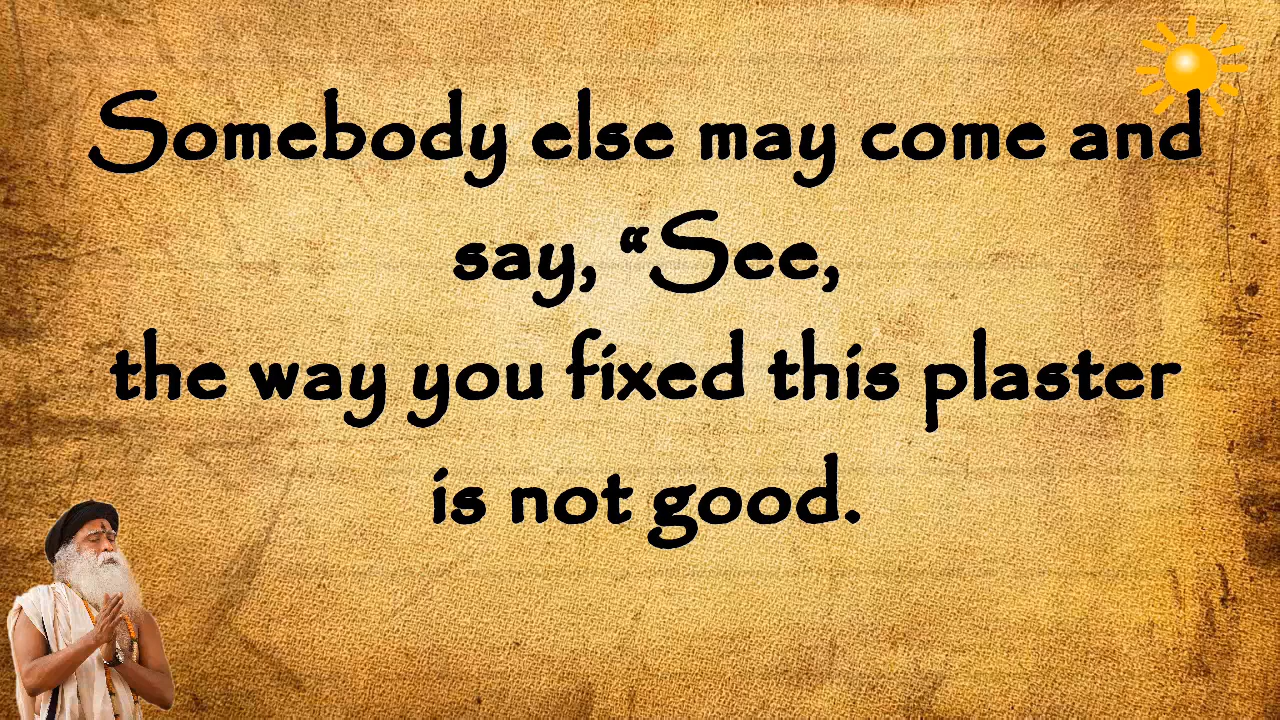 Somebody else may come and
say, “See,
the way you fixed this plaster
is not good.